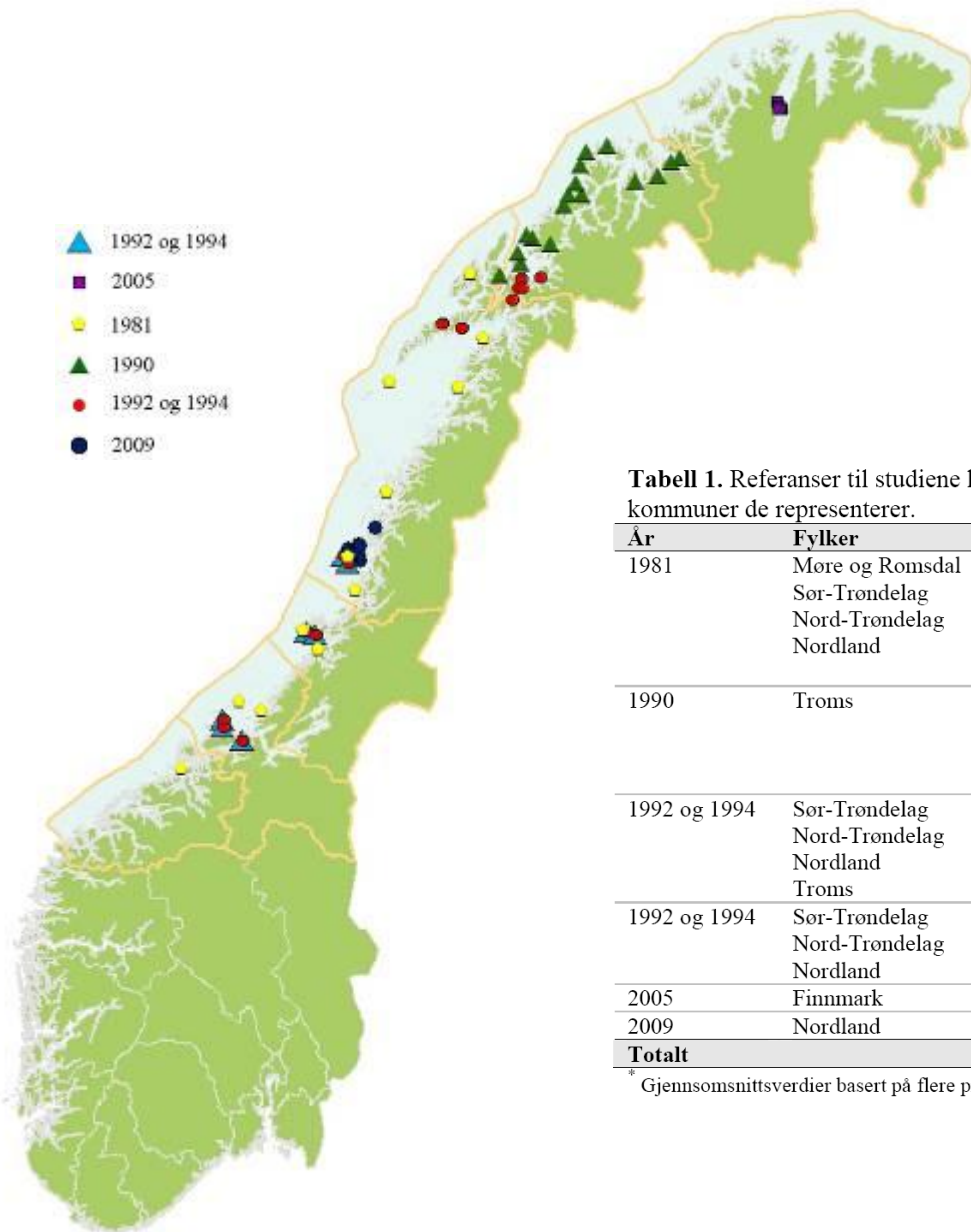 1992 og 1994
2005
1981
1990
1992 og 1994
2009
Tabell 1. Referanser til studiene
kommuner de representerer.
År Fylker
1981 Møre og Romsdal
Sør-Trøndelag
Nord-Trøndelag
Nordland
1990 Troms
1992 og 1994 Sør-Trøndelag
Nord-Trøndelag
Nordland
Troms
1992 og 1994 Sør-Trøndelag
Nord-Trøndelag
Nordland
2005 Finnmark
2009 Nordland
Totalt
* Gjennsomsnittsverdier basert på flere